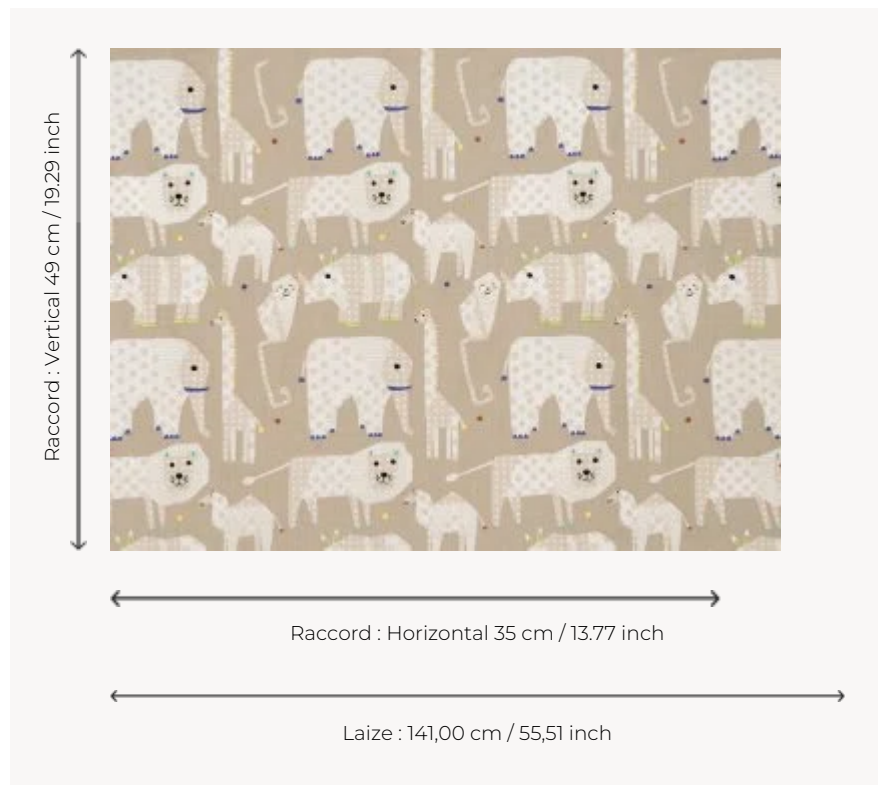 Raccord : Vertical 49 cm / 19.29 inch
Raccord : Horizontal 35 cm / 13.77 inch
Laize : 141,00 cm / 55,51 inch